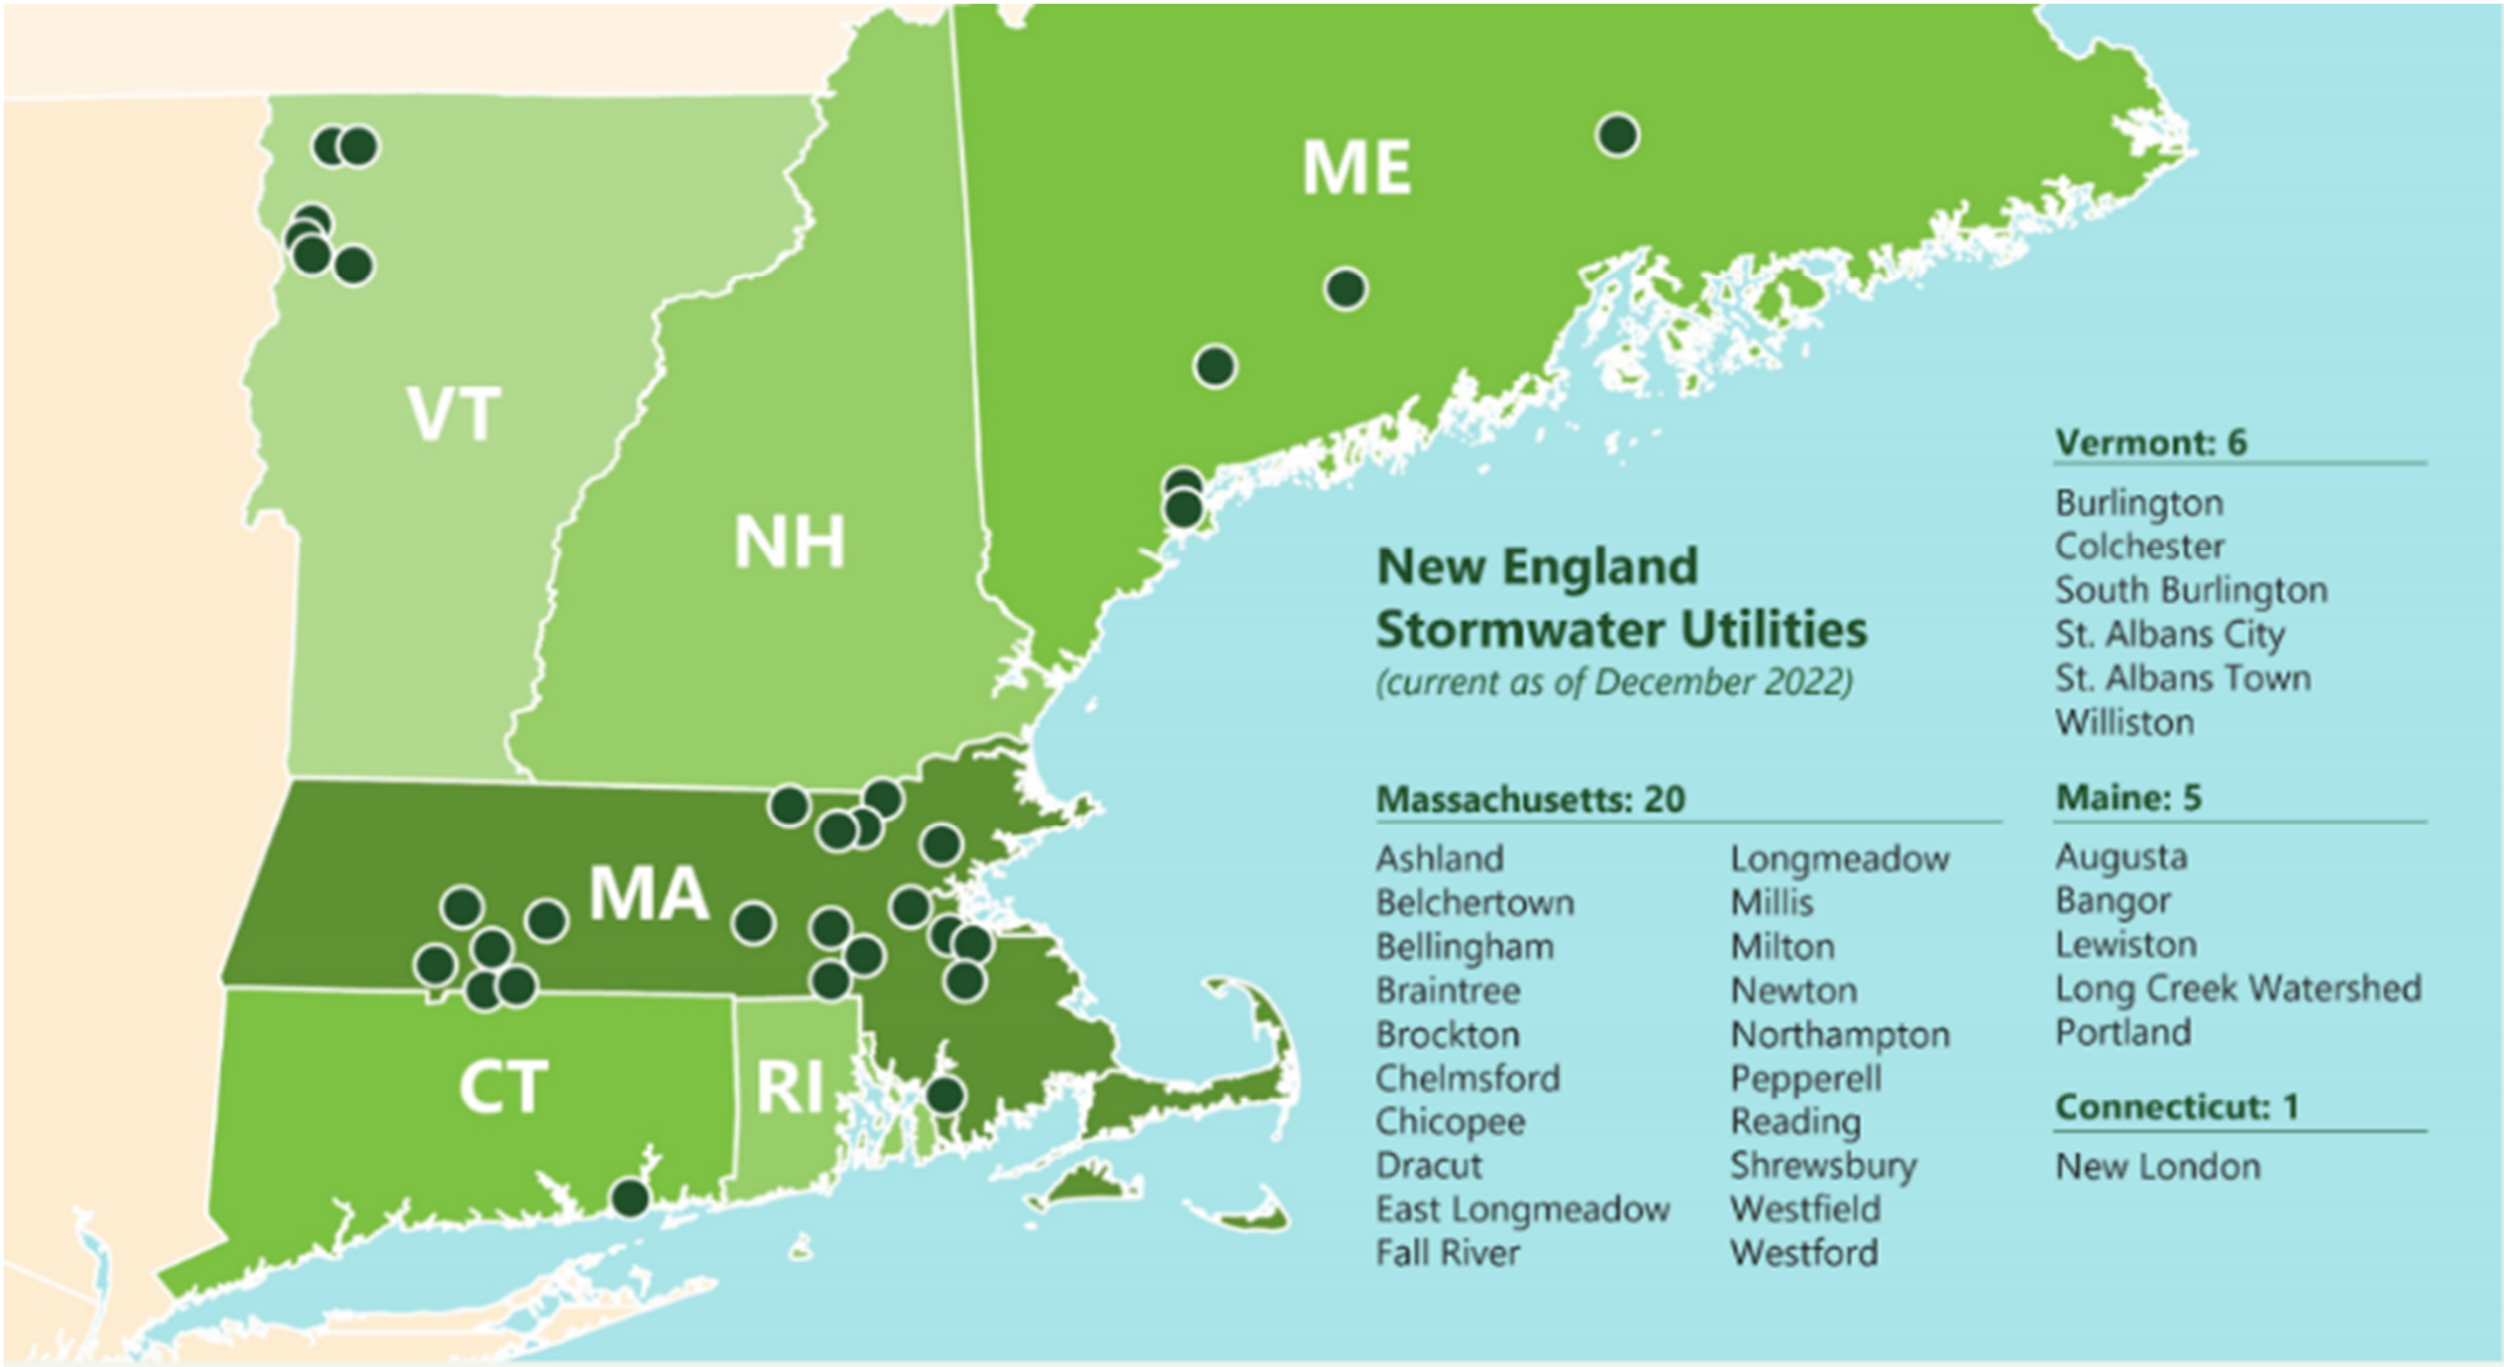 ME
VT
NH
MA
CT
RI
New England
Stormwater Utilities
(current as of December 2022)
Massachusetts: 20
Ashland
Belchertown
Bellingham
Braintree
Brockton
Chelmsford
Chicopee
Dracut
East Longmeadow
Fall River
Longmeadow
Millis
Milton
Newton
Northampton
Pepperell
Reading
Shrewsbury
Westfield
Westford
Vermont: 6
Burlington
Colchester
South Burlington
St. Albans City
St. Albans Town
Williston
Maine: 5
Augusta
Bangor
Lewiston
Long Creek Watershed
Portland
Connecticut: 1
New London